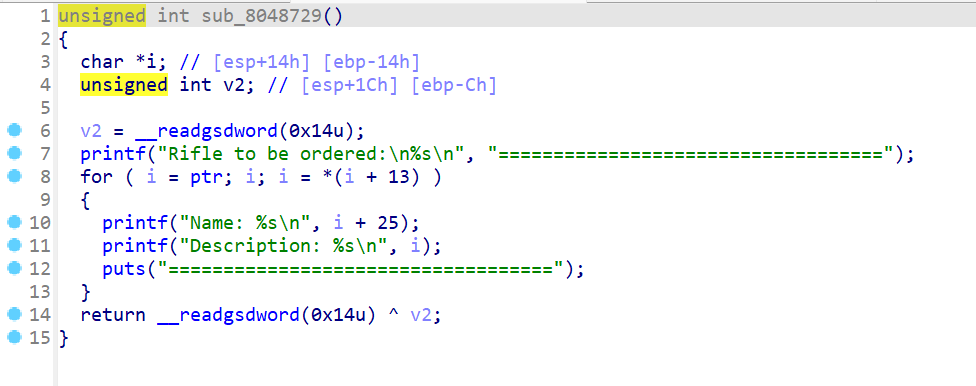 1 unsigned int sub_8048729()
2 {
3 char *i; // [esp+14h] [ebp-14h]
4 unsigned int v2; // [esp+1Ch] [ebp-Ch]
5
6 v2 = __readgsdword(0x14u);
7 printf("Rifle to be ordered:\n%s\n", "===================================");
8 for ( i = ptr; i; i = *(i + 13) )
9 {
10 printf("Name: %s\n", i + 25);
11 printf("Description: %s\n", i);
12 puts("===================================");
13 }
14 return __readgsdword(0x14u) ^ v2;
15 }